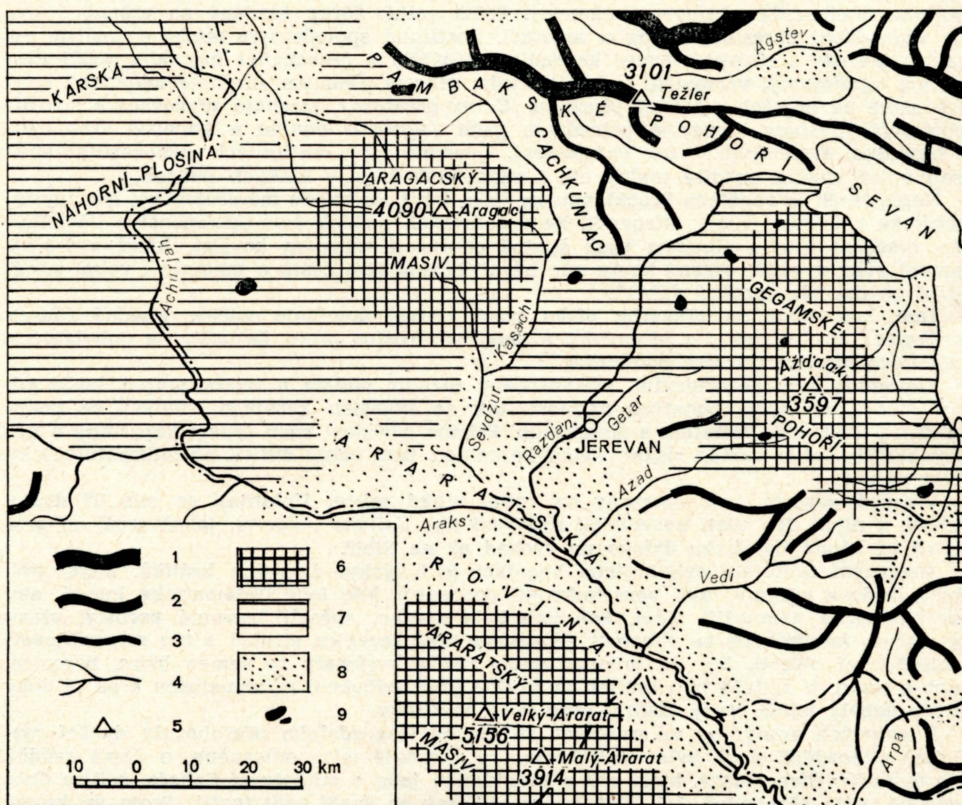 KARSKÁ
NÁHORNÍ PLOŠINA
PAMBAKSKÉ POHOŘÍ
Agstev
3101
Težler
CACHKUNJAC
SEVAN
ARAGACSKÝ
4090 Aragac
MASIV
Achurjan
Kasach
GEGAMSKÉ
Aždaak
3597
POHOŘÍ
Sevdžur
Razdan
Getar
JEREVAN
Azad
ARARATSKÁ
ROVINA
Araks
Vedi
ARARATSKÝ
Velký Ararat
5156
Malý Ararat
MASIV
3914
Arpa
1
2
3
4
5
6
7
8
9
10 0 10 20 30 km